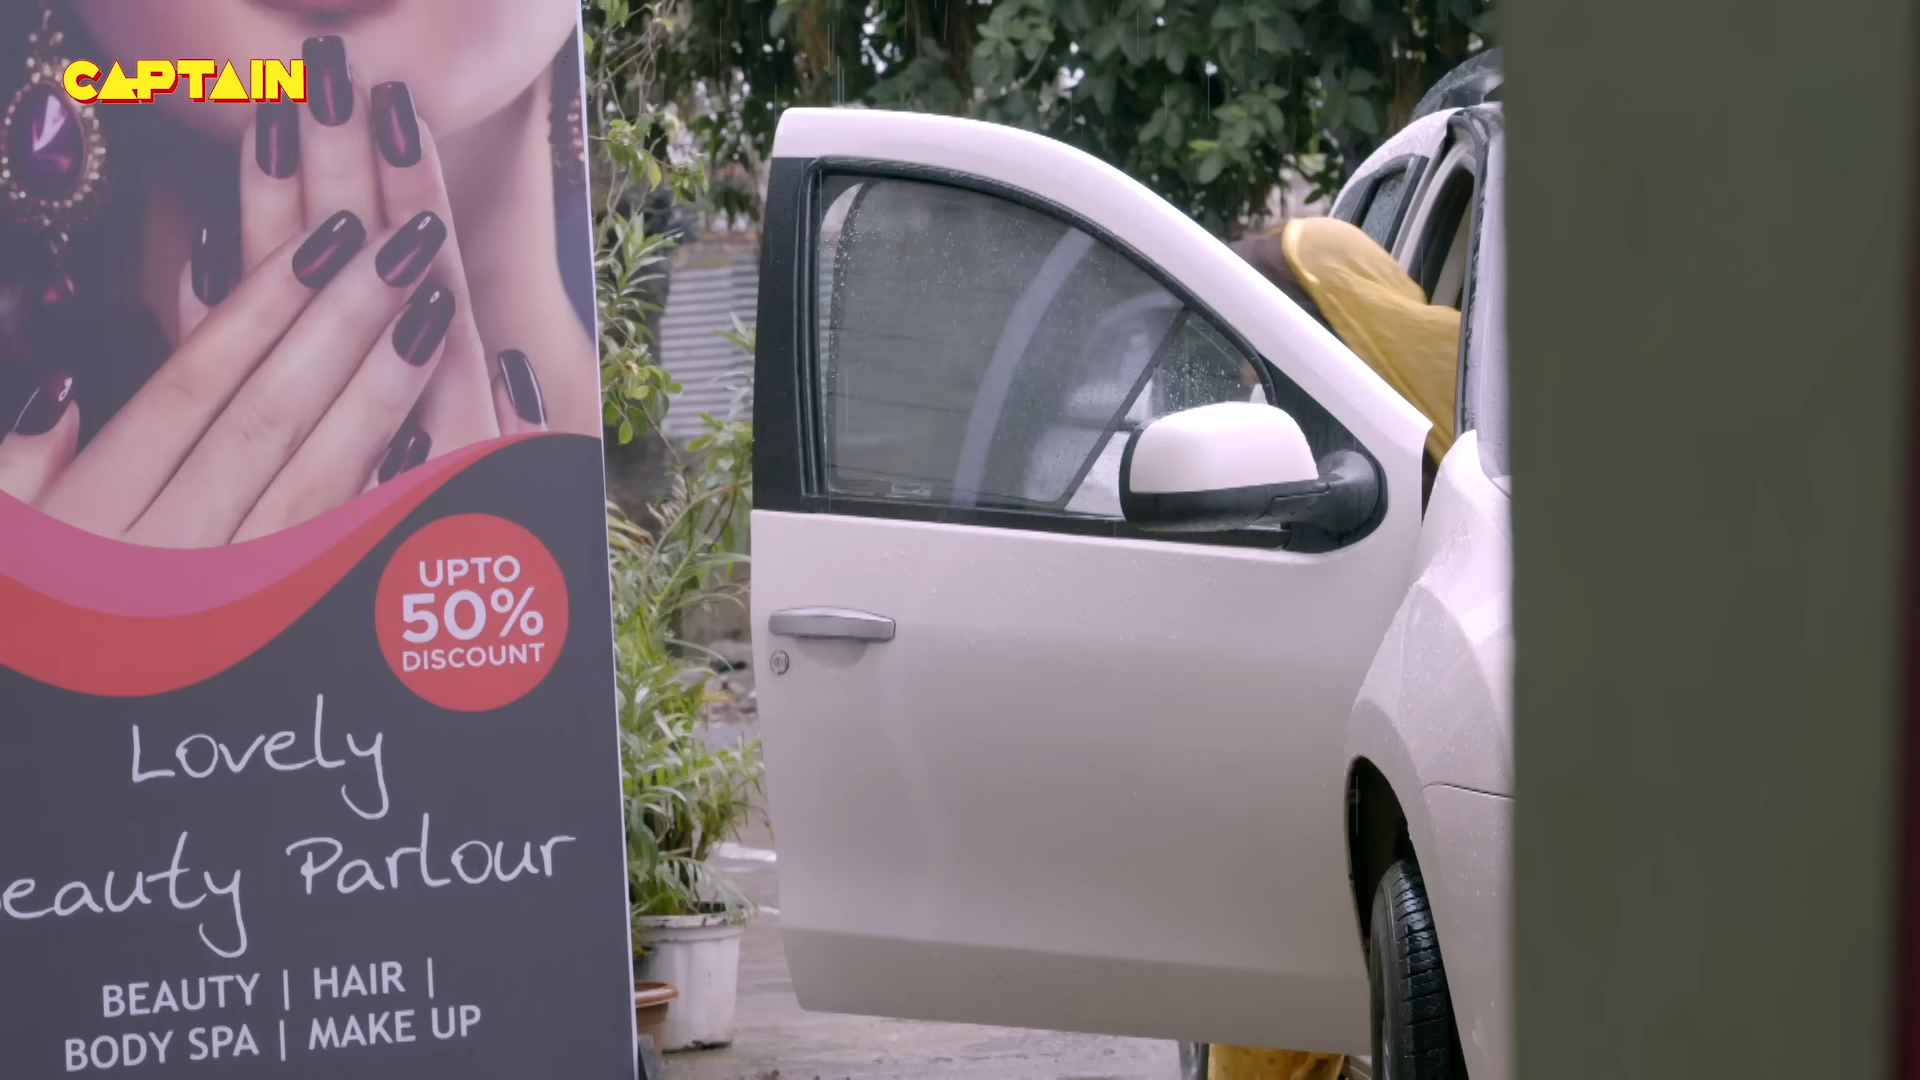 CAPTAIN
UPTO
50%
DISCOUNT
Lovely
eauty Parlour
BEAUTY | HAIR |
BODY SPA | MAKE UP